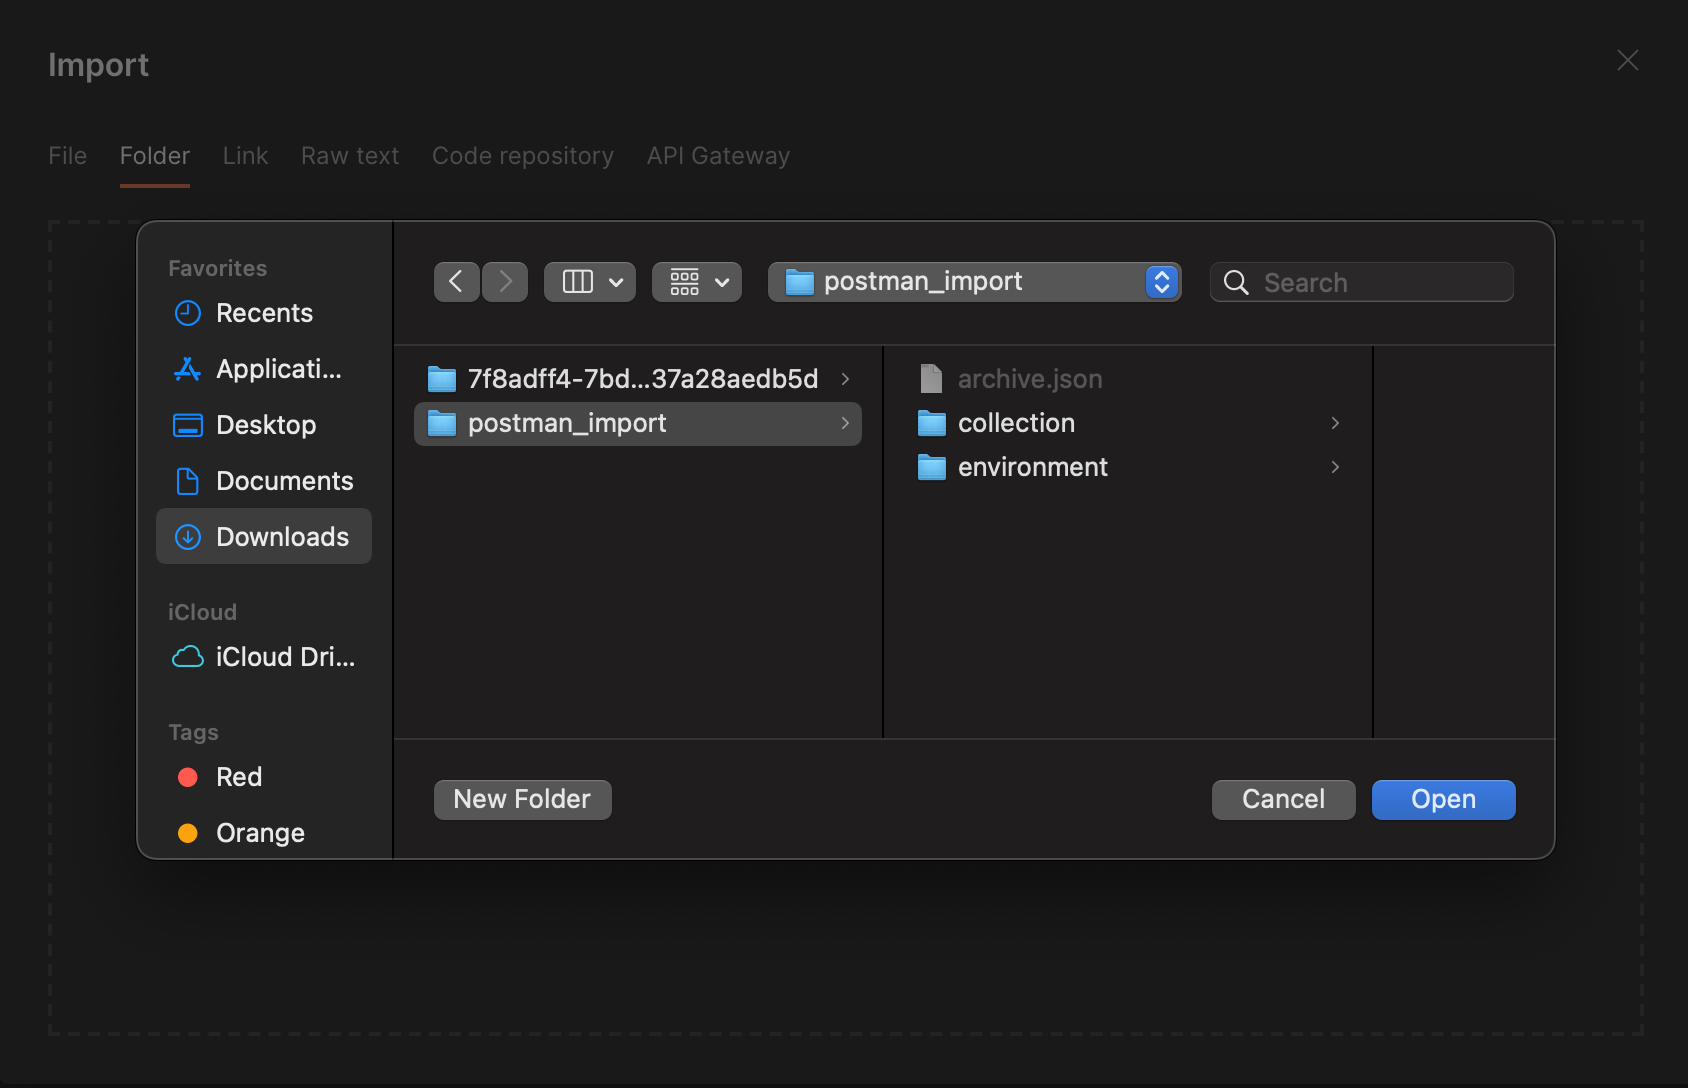 Import
File Folder Link Raw text Code repository API Gateway
Favorites
Recents
Applicati...
Desktop
Documents
Downloads
iCloud
iCloud Dri...
Tags
Red
Orange
postman_import
Search
7f8adff4-7bd...37a28aedb5d
postman_import
archive.json
collection
environment
New Folder
Cancel
Open